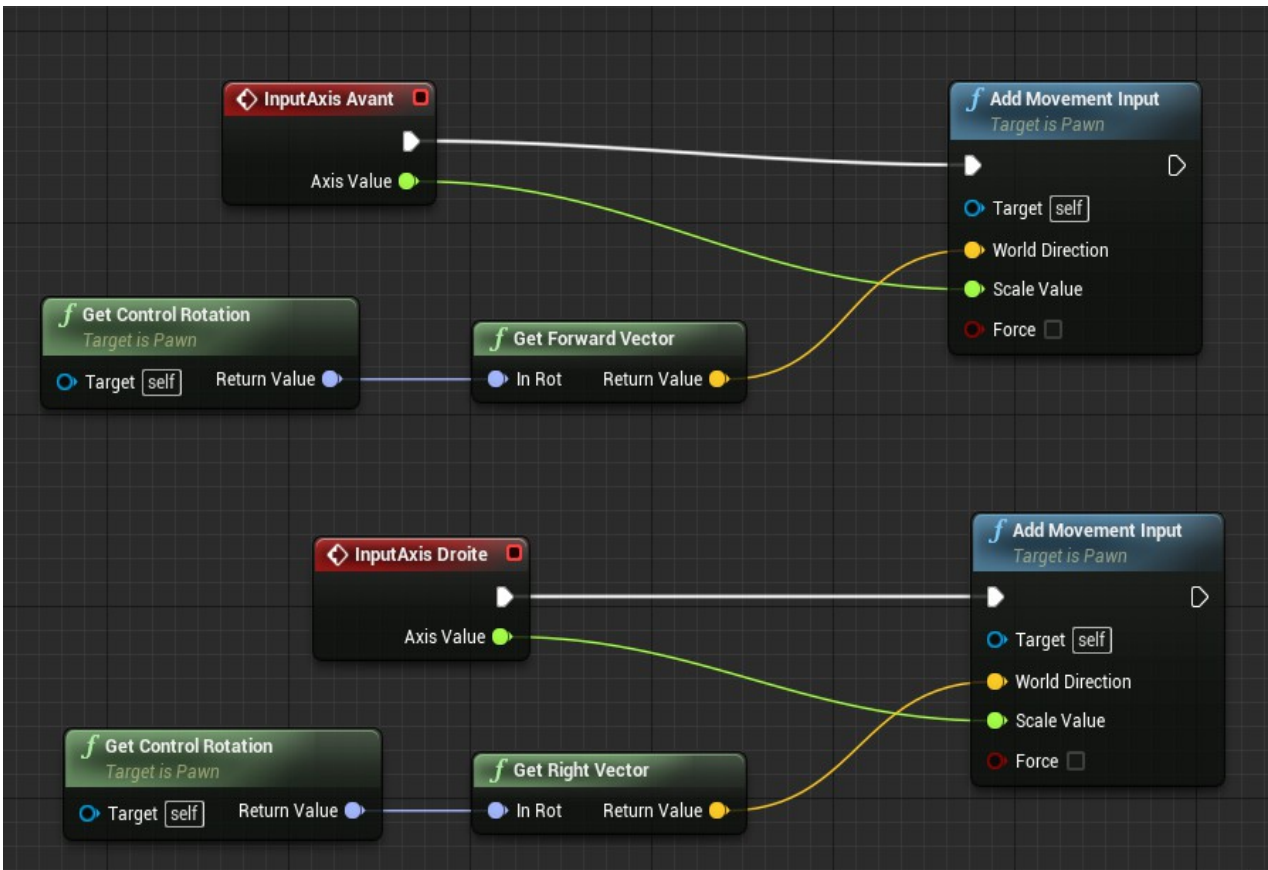 InputAxis Avant
Axis Value
f Add Movement Input
Target is Pawn
Target self
World Direction
Scale Value
Force
f Get Control Rotation
Target is Pawn
Target self Return Value
f Get Forward Vector
In Rot Return Value
InputAxis Droite
Axis Value
f Add Movement Input
Target is Pawn
Target self
World Direction
Scale Value
Force
f Get Control Rotation
Target is Pawn
Target self Return Value
f Get Right Vector
In Rot Return Value